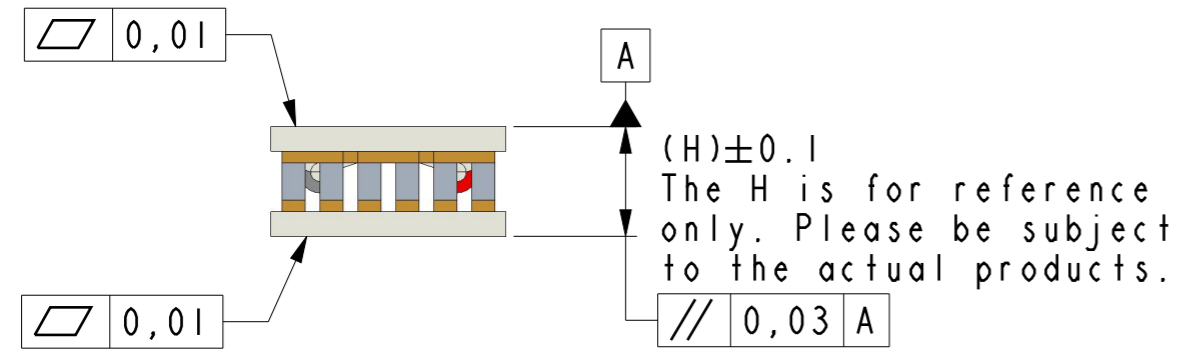 0,01
A
(H)±0.1
The H is for reference
only. Please be subject
to the actual products.
0,01
// 0,03 A